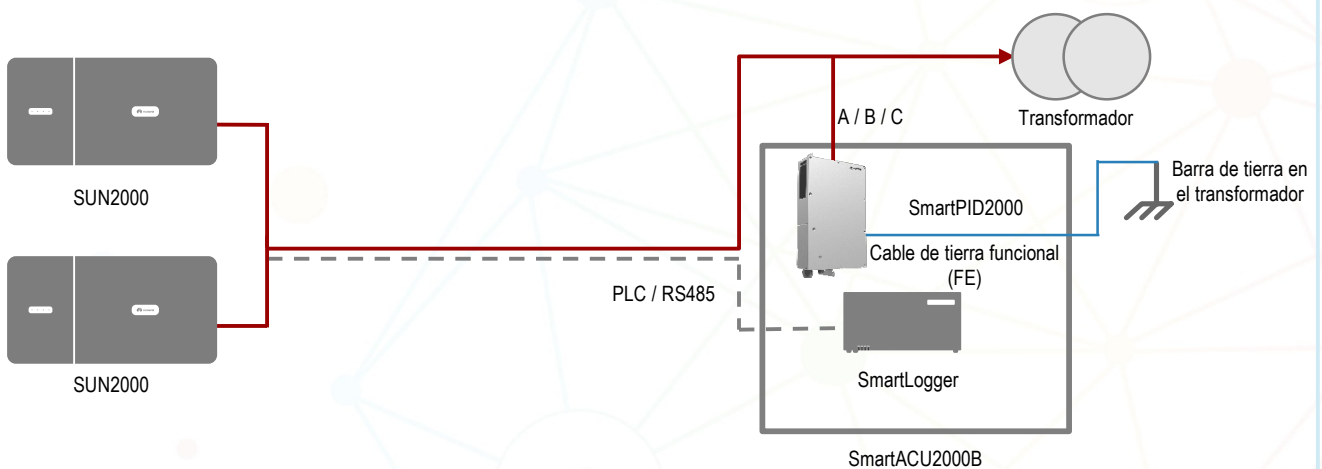 SUN2000
SUN2000
PLC / RS485
A / B / C
Transformador
SmartPID2000
Cable de tierra funcional
(FE)
SmartLogger
SmartACU2000B
Barra de tierra en
el transformador